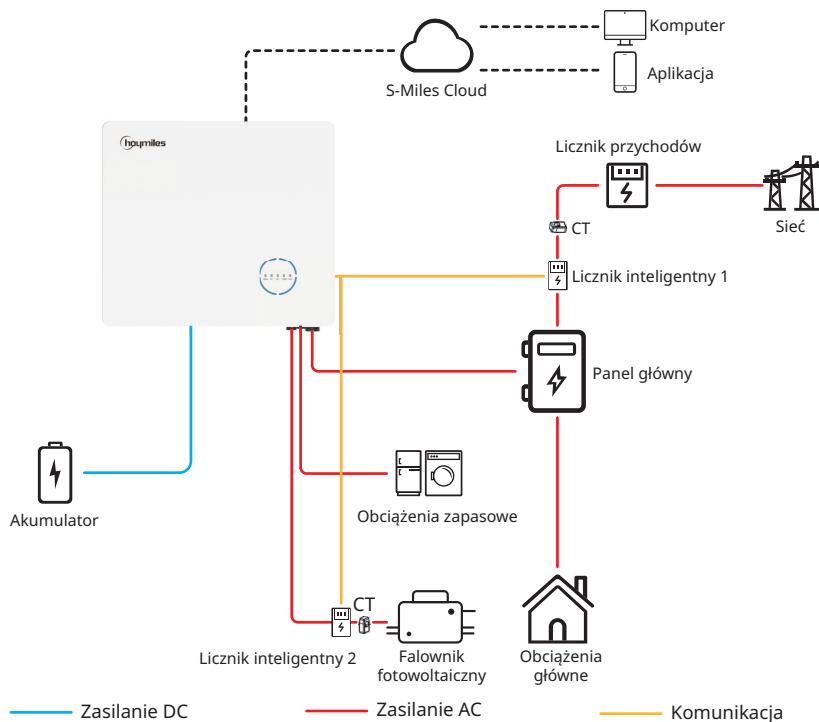 Komputer
Aplikacja
S-Miles Cloud
hoymiles
Licznik przychodów
Sieć
CT
Licznik inteligentny 1
Panel główny
Akumulator
Obciążenia zapasowe
CT
Licznik inteligentny 2
Falownik
fotowoltaiczny
Obciążenia
główne
Zasilanie DC
Zasilanie AC
Komunikacja